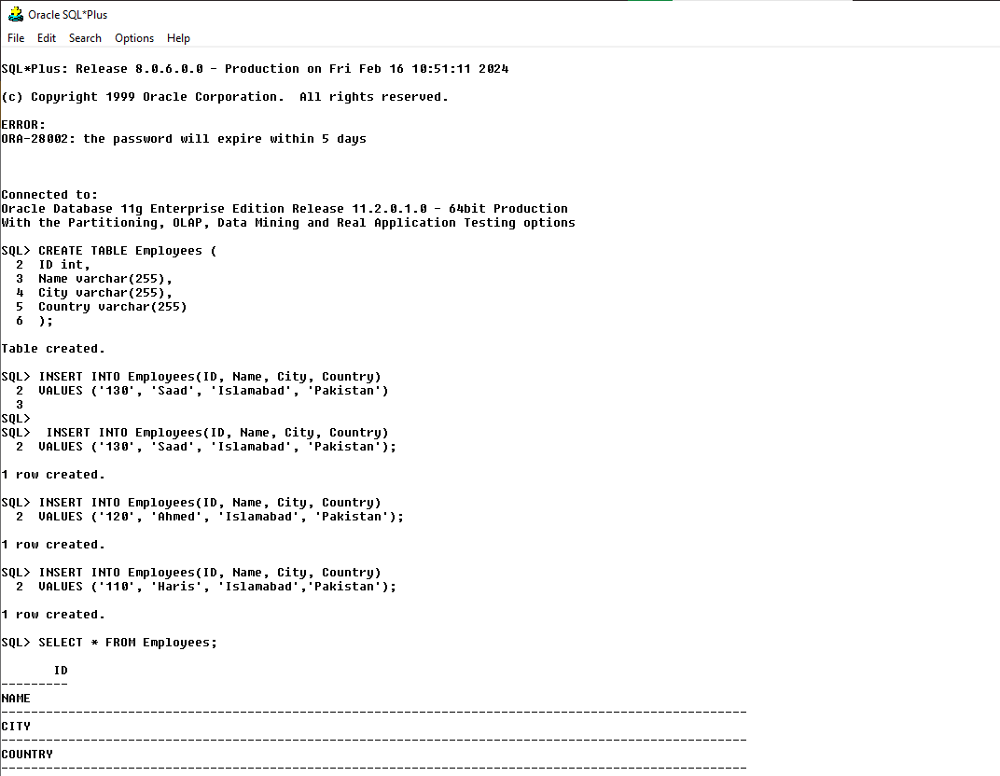 Oracle SQL*Plus
File Edit Search Options Help
SQL*Plus: Release 8.0.6.0.0 - Production on Fri Feb 16 10:51:11 2024
(c) Copyright 1999 Oracle Corporation.  All rights reserved.
ERROR:
ORA-28002: the password will expire within 5 days
Connected to:
Oracle Database 11g Enterprise Edition Release 11.2.0.1.0 - 64bit Production
With the Partitioning, OLAP, Data Mining and Real Application Testing options
SQL> CREATE TABLE Employees (
  2  ID int,
  3  Name varchar(255),
  4  City varchar(255),
  5  Country varchar(255)
  6  );
Table created.
SQL> INSERT INTO Employees(ID, Name, City, Country)
  2  VALUES ('130', 'Saad', 'Islamabad', 'Pakistan')
  3
SQL>
SQL>  INSERT INTO Employees(ID, Name, City, Country)
  2  VALUES ('130', 'Saad', 'Islamabad', 'Pakistan');
1 row created.
SQL> INSERT INTO Employees(ID, Name, City, Country)
  2  VALUES ('120', 'Ahmed', 'Islamabad', 'Pakistan');
1 row created.
SQL> INSERT INTO Employees(ID, Name, City, Country)
  2  VALUES ('110', 'Haris', 'Islamabad','Pakistan');
1 row created.
SQL> SELECT * FROM Employees;
       ID
---------
NAME
----------------------------------------------------------------------------------------------------
CITY
----------------------------------------------------------------------------------------------------
COUNTRY
----------------------------------------------------------------------------------------------------